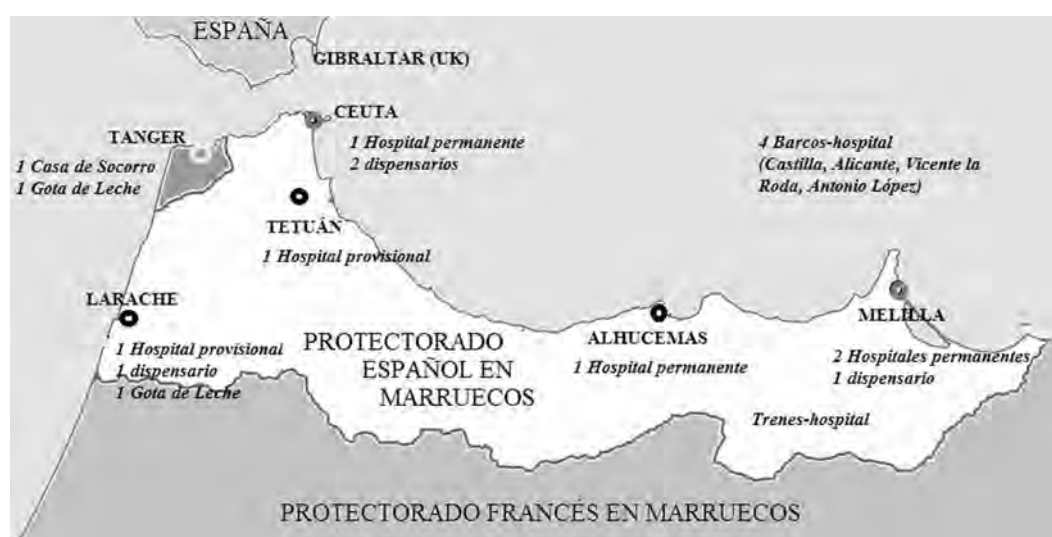 ESPAÑA
GIBRALTAR (UK)
CEUTA
1 Hospital permanente
2 dispensarios
TANGER
1 Casa de Socorro
1 Gota de Leche
4 Barcos-hospital
(Castilla, Alicante, Vicente la
Roda, Antonio López)
TETUÁN
1 Hospital provisional
LARACHE
1 Hospital provisional
1 dispensario
1 Gota de Leche
PROTECTORADO
ESPAÑOL EN
MARRUECOS
ALHUCEMAS
1 Hospital permanente
MELILLA
2 Hospitales permanentes
1 dispensario
Trenes-hospital
PROTECTORADO FRANCÉS EN MARRUECOS